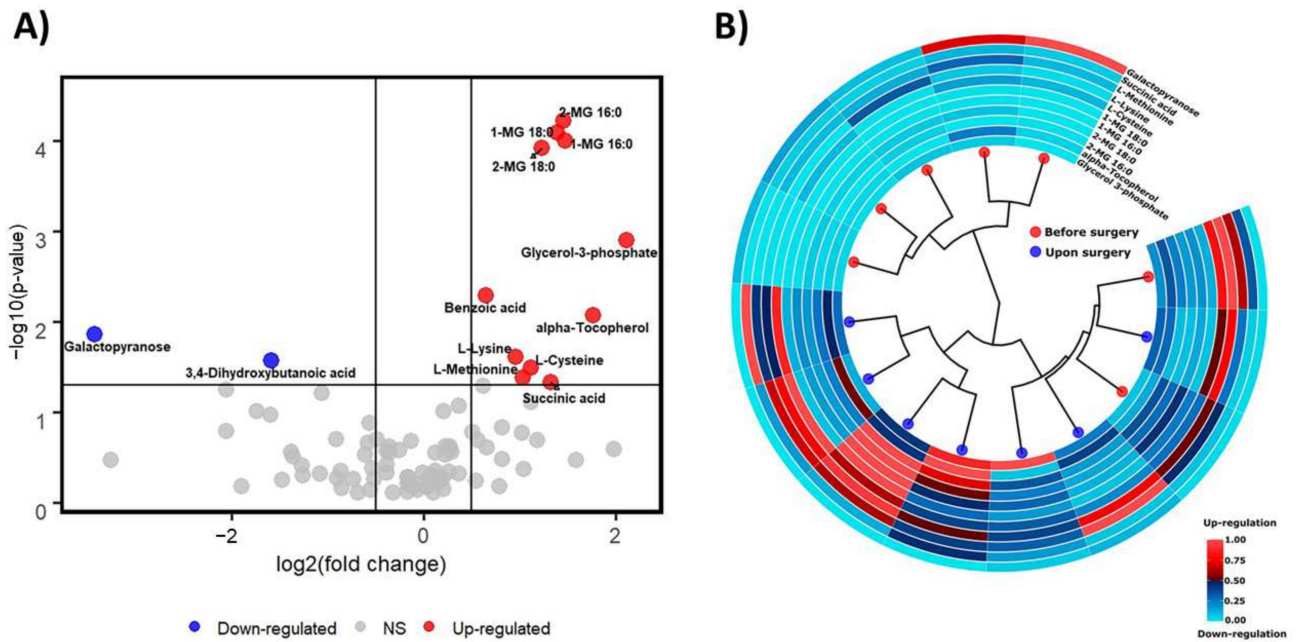 A)
B)
2-MG 16:0
1-MG 18:0
1-MG 16:0
2-MG 18:0
Glycerol-3-phosphate
Benzoic acid
alpha-Tocopherol
Galactopyranose
L-Lysine
L-Cysteine
3,4-Dihydroxybutanoic acid
L-Methionine
Succinic acid
4
3
2
1
0
−log10(p-value)
−2
0
2
log2(fold change)
Down-regulated
NS
Up-regulated
Galactopyranose
Succinic acid
L-Methionine
L-Lysine
L-Cysteine
1-MG 18:0
1-MG 16:0
2-MG 18:0
2-MG 16:0
alpha-Tocopherol
Glycerol 3-phosphate
Before surgery
Upon surgery
Up-regulation
1.00
0.75
0.50
0.25
0.00
Down-regulation